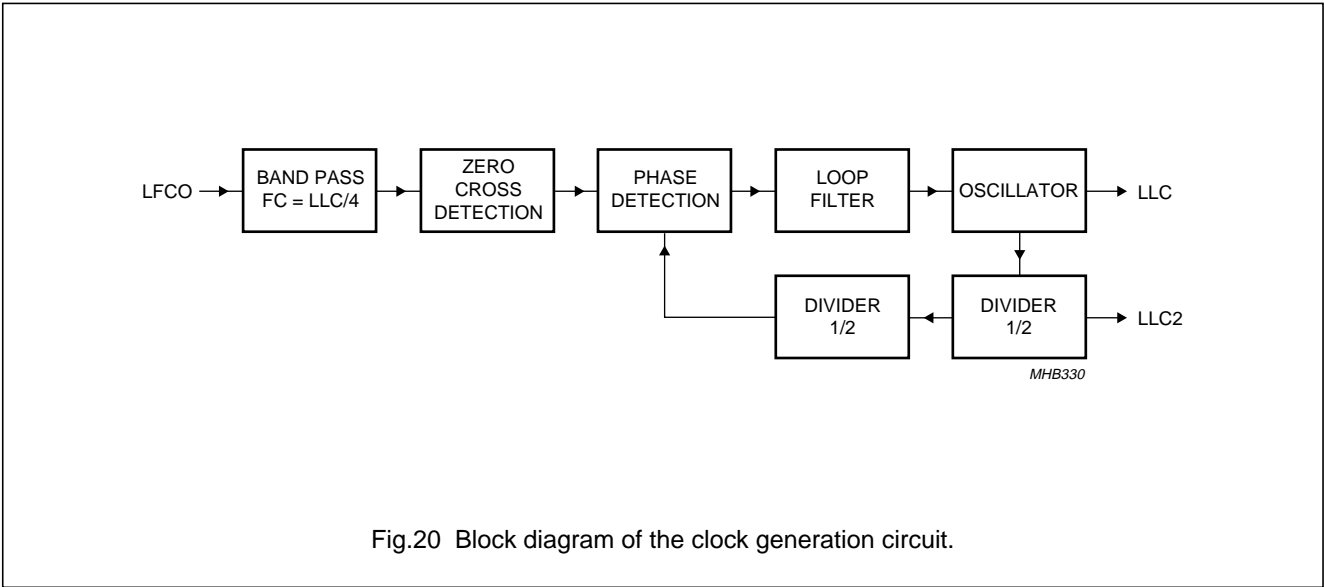 LFCO
BAND PASS
FC = LLC/4
ZERO
CROSS
DETECTION
PHASE
DETECTION
LOOP
FILTER
OSCILLATOR
LLC
DIVIDER
1/2
DIVIDER
1/2
LLC2
MHB330
Fig.20 Block diagram of the clock generation circuit.